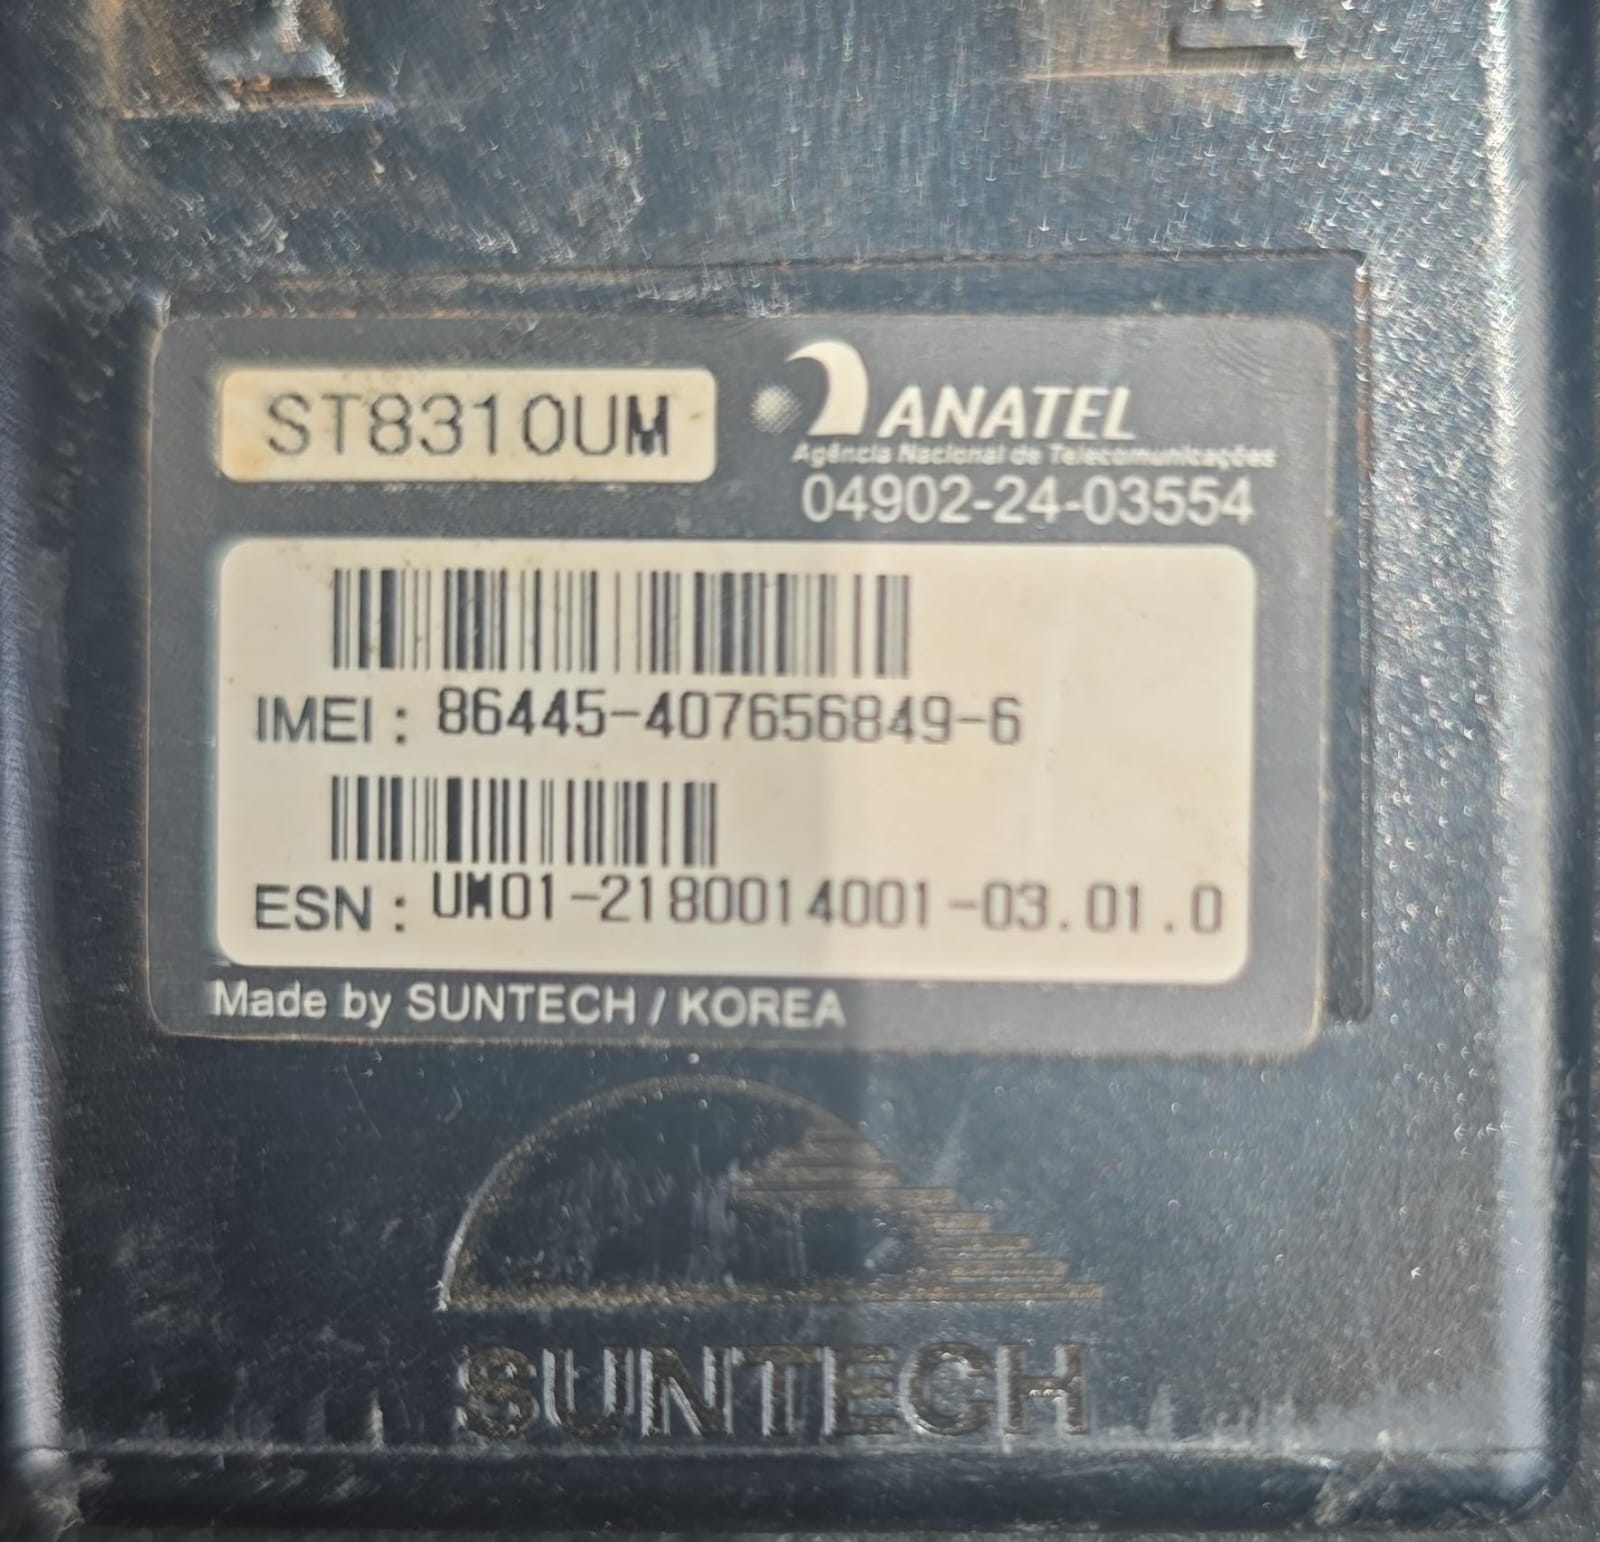 ST8310UM
ANATEL
Agência Nacional de Telecomunicações
04902-24-03554
IMEI : 86445-407656849-6
ESN : UM01-2180014001-03.01.0
Made by SUNTECH / KOREA
SUNTECH